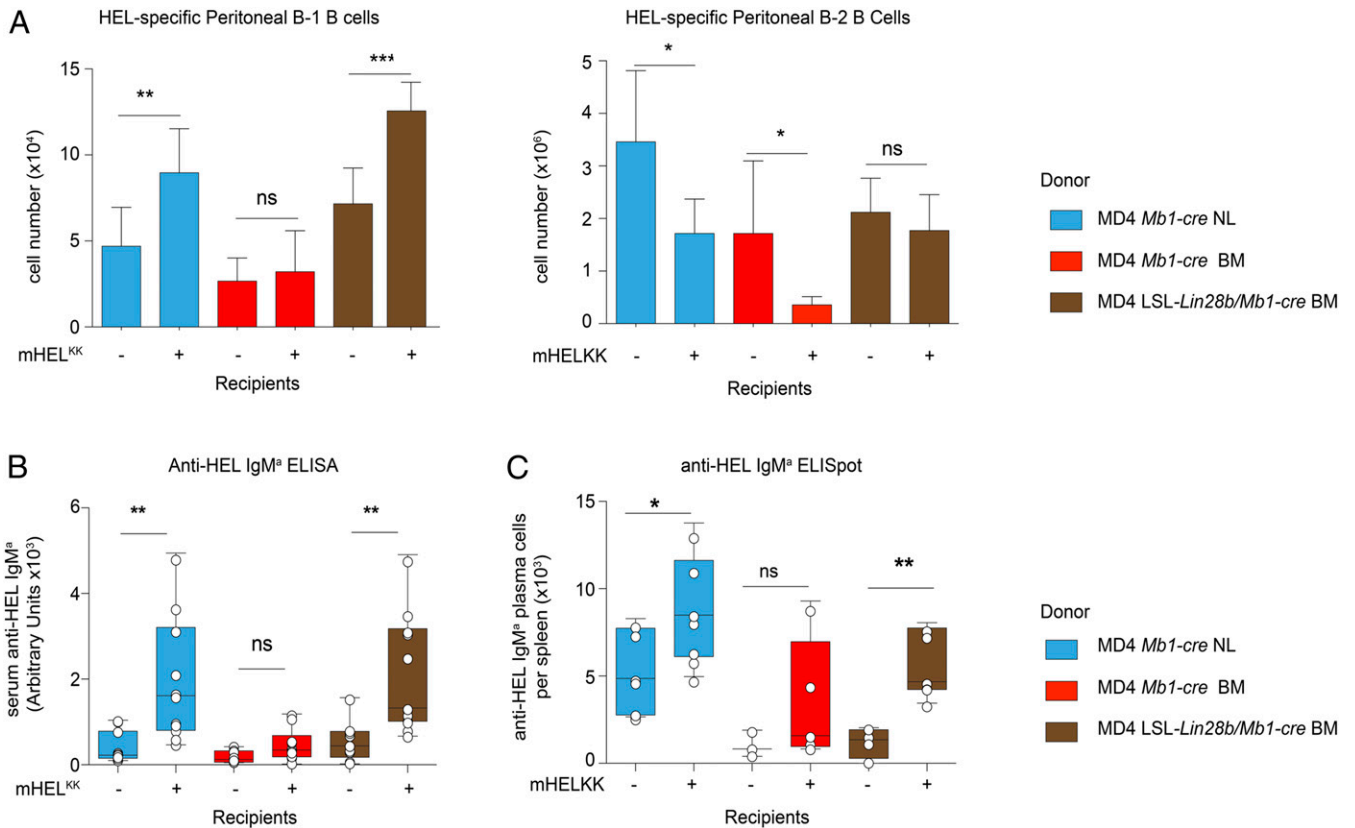 A
HEL-specific Peritoneal B-1 B cells
**
ns
***
15
10
5
0
cell number (x10⁴)
- + - + - +
mHELᴷᴷ
Recipients
HEL-specific Peritoneal B-2 B Cells
*
*
ns
5
4
3
2
1
0
cell number (x10⁶)
- + - + - +
mHELKK
Recipients
Donor
MD4 Mb1-cre NL
MD4 Mb1-cre BM
MD4 LSL-Lin28b/Mb1-cre BM
B
Anti-HEL IgMᵃ ELISA
**
ns
**
6
4
2
0
serum anti-HEL IgMᵃ
(Arbitrary Units x10³)
- + - + - +
mHELᴷᴷ
Recipients
C
anti-HEL IgMᵃ ELISpot
*
ns
**
15
10
5
0
anti-HEL IgMᵃ plasma cells
per spleen (x10³)
- + - + - +
mHELKK
Recipients
Donor
MD4 Mb1-cre NL
MD4 Mb1-cre BM
MD4 LSL-Lin28b/Mb1-cre BM